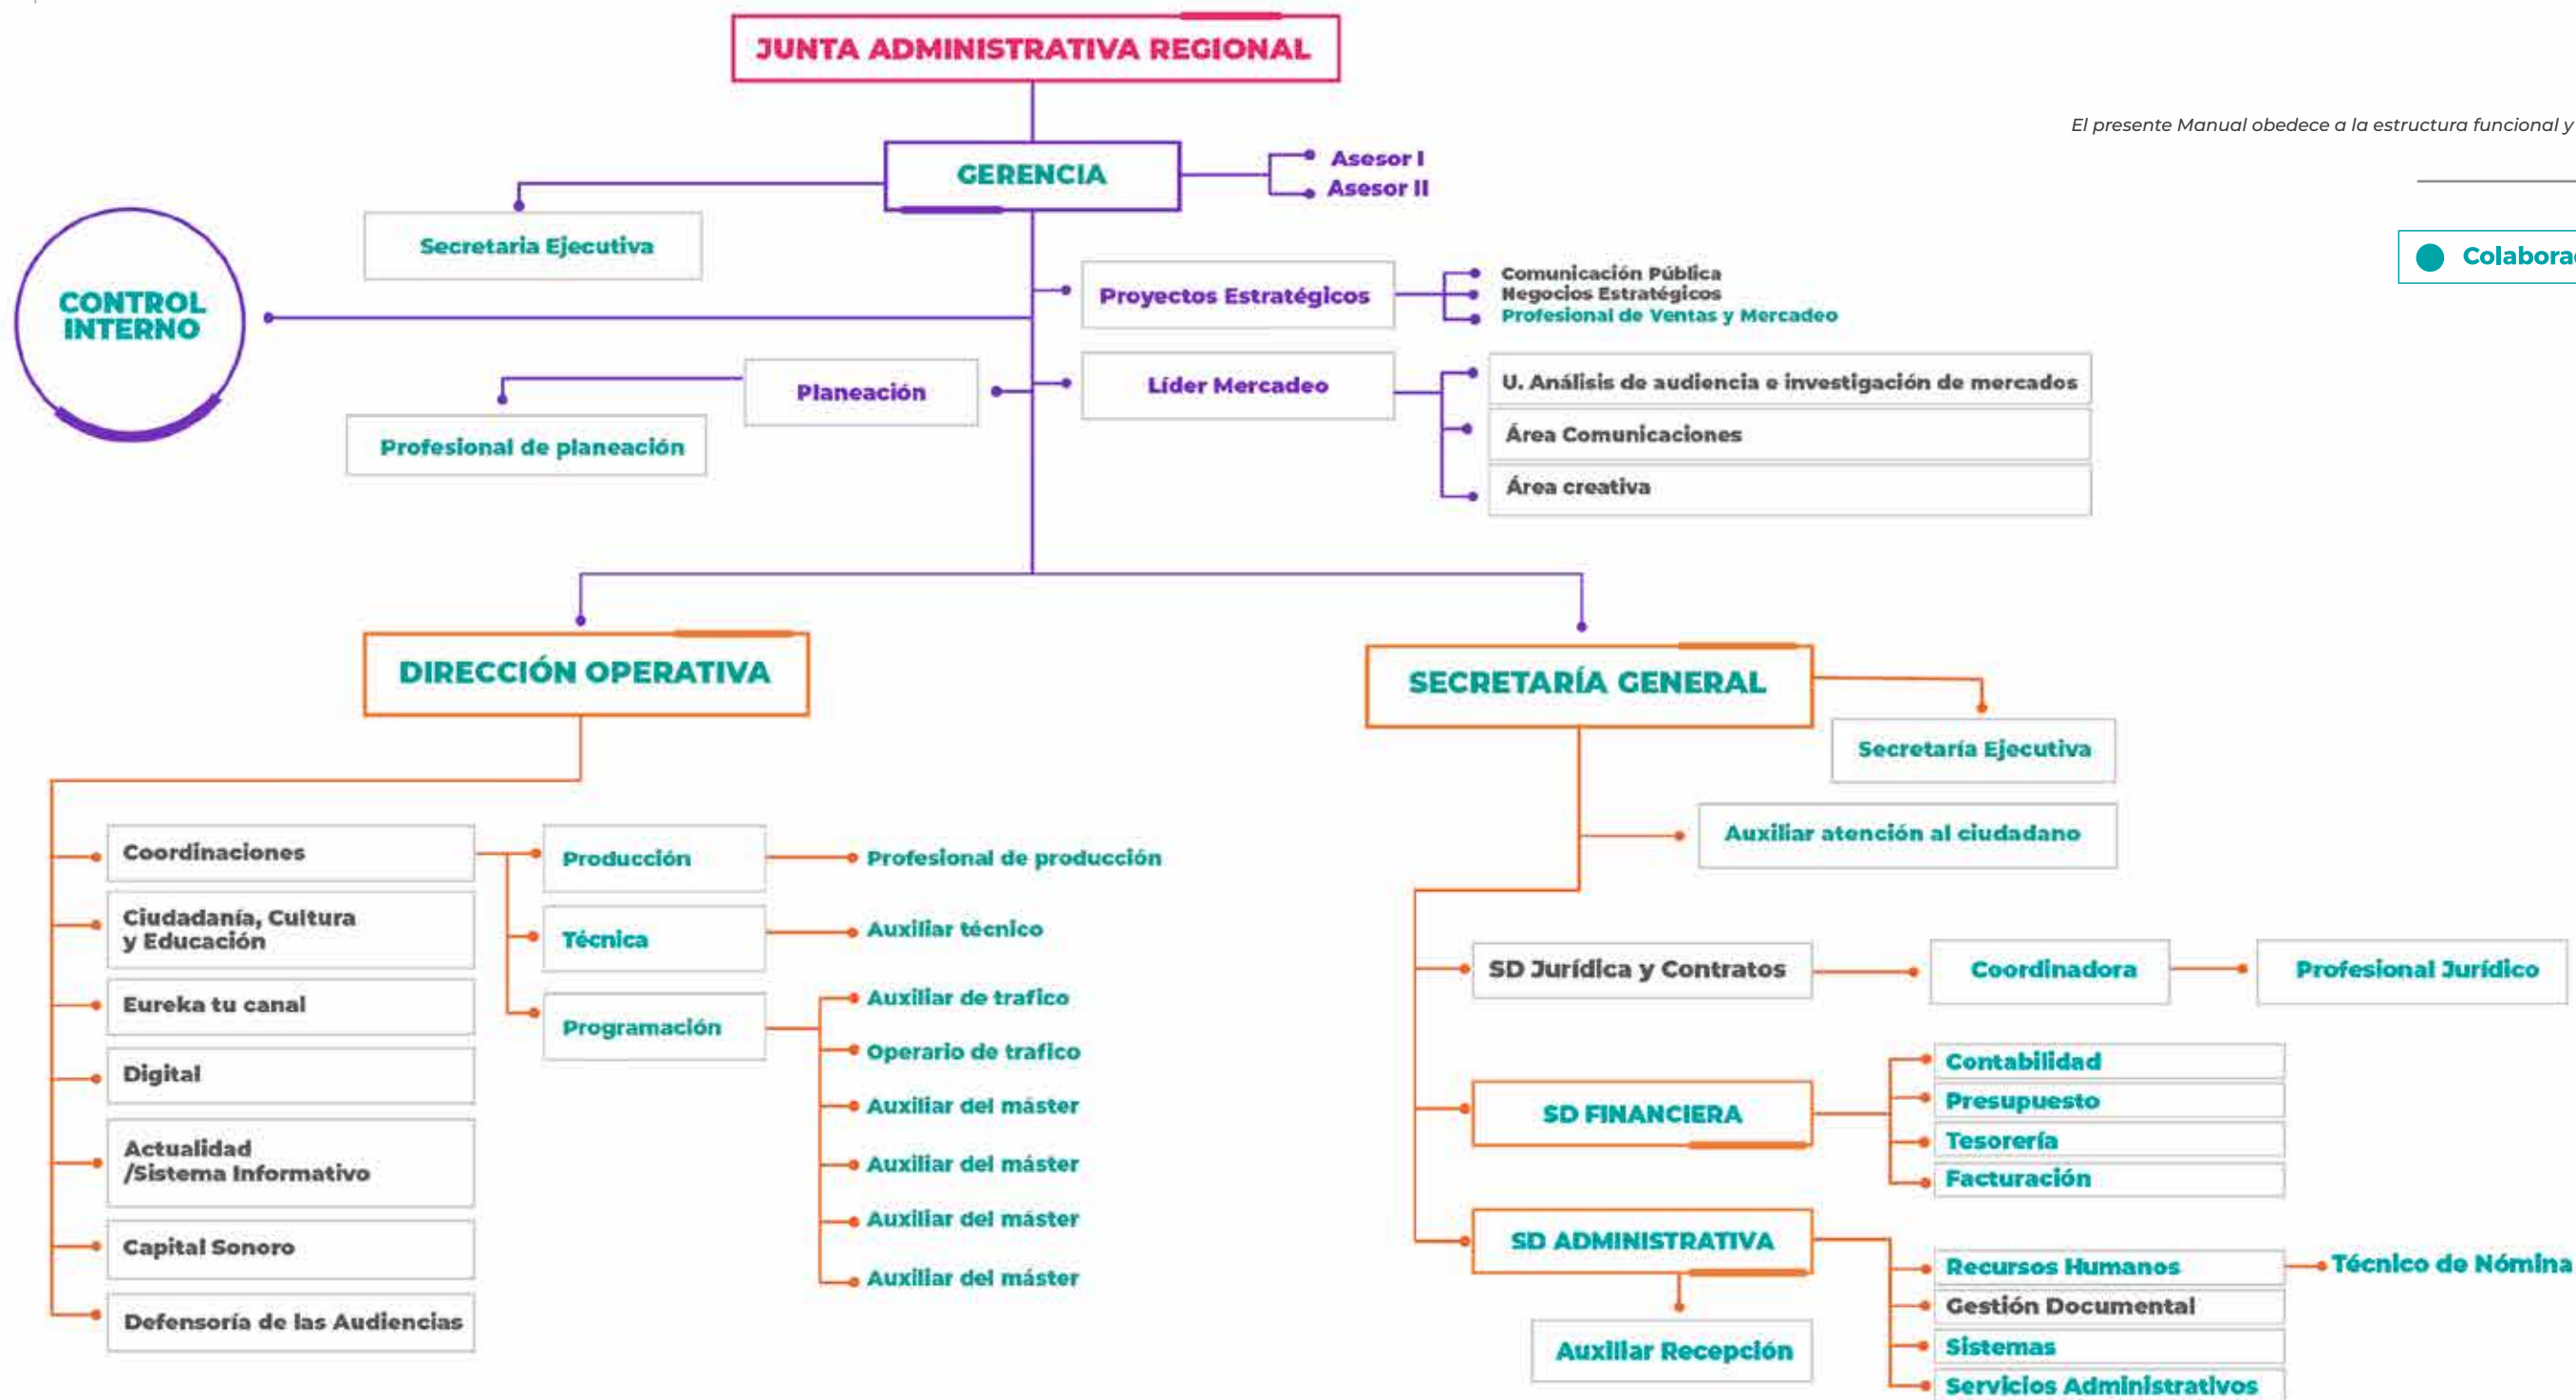 JUNTA ADMINISTRATIVA REGIONAL
El presente Manual obedece a la estructura funcional y
GERENCIA
Asesor I
Asesor II
Secretaria Ejecutiva
CONTROL
INTERNO
Proyectos Estratégicos
Comunicación Pública
Negocios Estratégicos
Profesional de Ventas y Mercadeo
Planeación
Profesional de planeación
Líder Mercadeo
U. Análisis de audiencia e investigación de mercados
Área Comunicaciones
Área creativa
DIRECCIÓN OPERATIVA
Coordinaciones
Ciudadanía, Cultura
y Educación
Eureka tu canal
Digital
Actualidad
/Sistema Informativo
Capital Sonoro
Defensoría de las Audiencias
Producción
Profesional de producción
Técnica
Auxiliar técnico
Programación
Auxiliar de trafico
Operario de trafico
Auxiliar del máster
Auxiliar del máster
Auxiliar del máster
Auxiliar del máster
SECRETARÍA GENERAL
Secretaría Ejecutiva
Auxiliar atención al ciudadano
SD Jurídica y Contratos
Coordinadora
Profesional Jurídico
SD FINANCIERA
Contabilidad
Presupuesto
Tesorería
Facturación
SD ADMINISTRATIVA
Auxiliar Recepción
Recursos Humanos
Técnico de Nómina
Gestión Documental
Sistemas
Servicios Administrativos